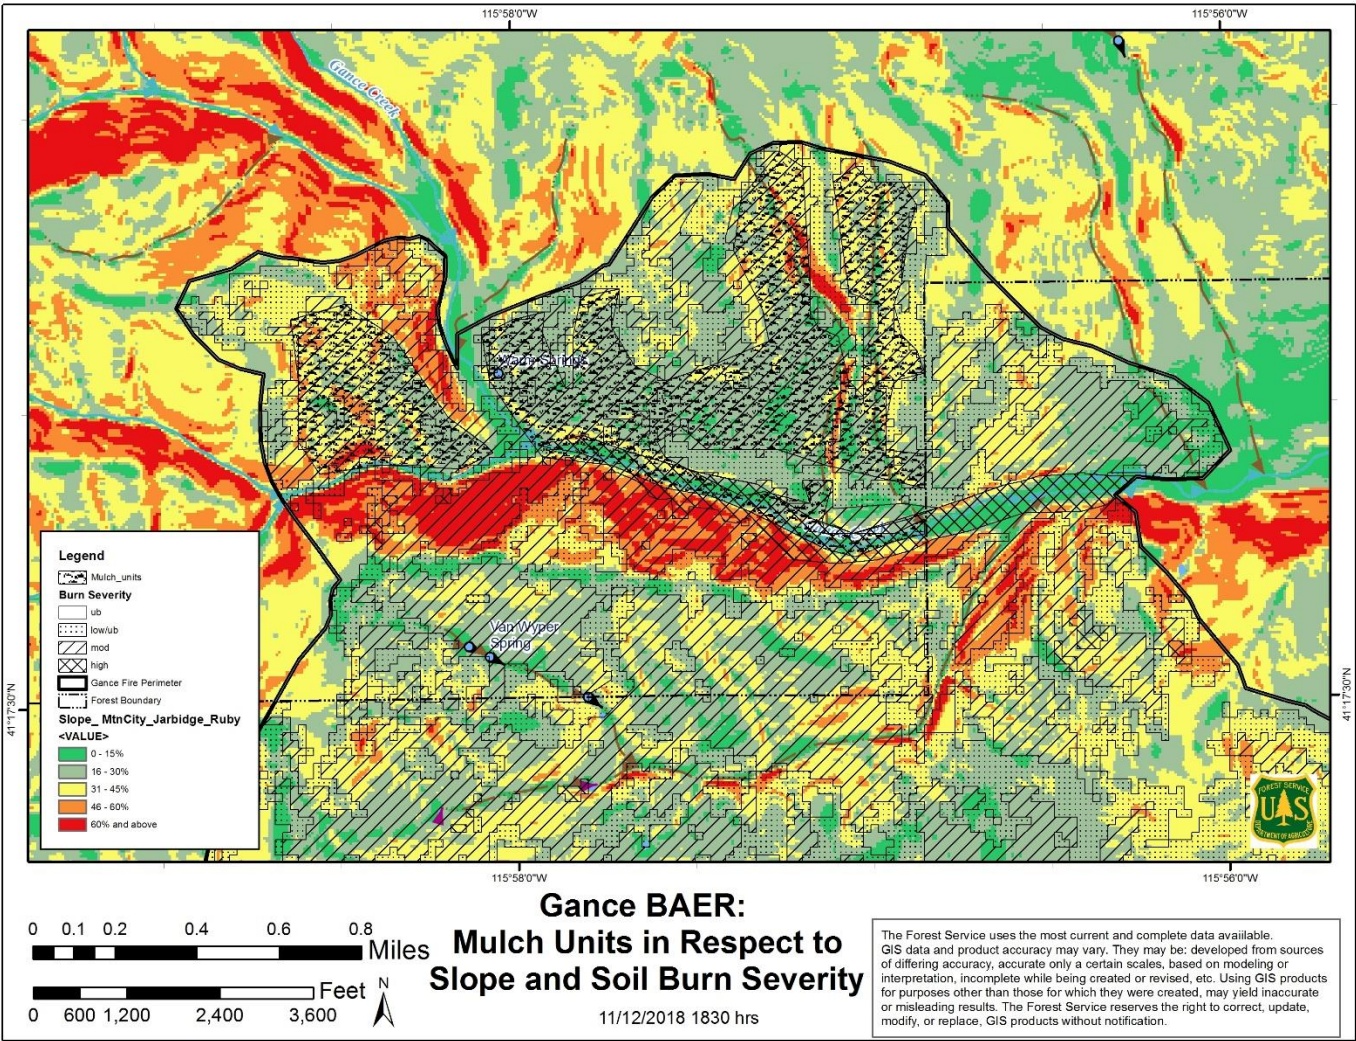 115°58'0"W
115°56'0"W
Gance Creek
Warm Springs
Van Wyper
Spring
41°17'30"N
41°17'30"N
Legend
Mulch_units
Burn Severity
ub
low/ub
mod
high
Gance Fire Perimeter
Forest Boundary
Slope_ MtnCity_Jarbidge_Ruby
<VALUE>
0 - 15%
16 - 30%
31 - 45%
46 - 60%
60% and above
FOREST SERVICE
U S
DEPARTMENT OF AGRICULTURE
115°58'0"W
115°56'0"W
0 0.1 0.2 0.4 0.6 0.8
Miles
Feet
0 600 1,200 2,400 3,600
N
Gance BAER:
Mulch Units in Respect to
Slope and Soil Burn Severity
11/12/2018 1830 hrs
The Forest Service uses the most current and complete data available.
GIS data and product accuracy may vary. They may be: developed from sources
of differing accuracy, accurate only a certain scales, based on modeling or
interpretation, incomplete while being created or revised, etc. Using GIS products
for purposes other than those for which they were created, may yield inaccurate
or misleading results. The Forest Service reserves the right to correct, update,
modify, or replace, GIS products without notification.